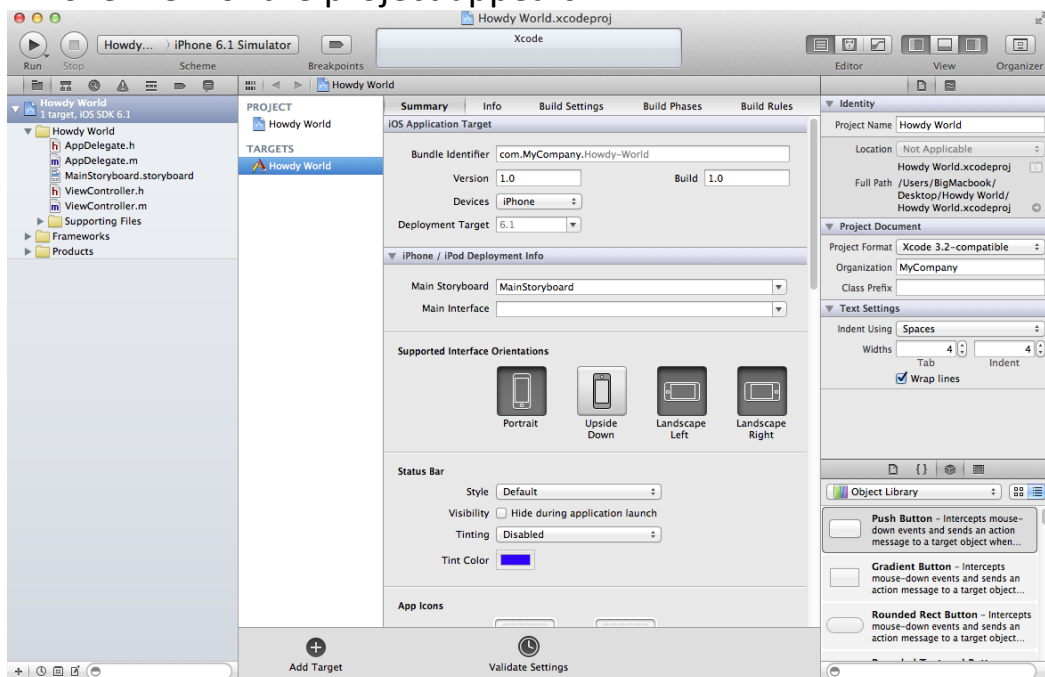 Howdy World.xcodeproj
Howdy... > iPhone 6.1 Simulator
Xcode
Run Stop Scheme Breakpoints
Editor View Organizer
Howdy World
1 target, iOS SDK 6.1
Howdy World
AppDelegate.h
AppDelegate.m
MainStoryboard.storyboard
ViewController.h
ViewController.m
Supporting Files
Frameworks
Products
Howdy World
PROJECT
Howdy World
TARGETS
Howdy World
Summary Info Build Settings Build Phases Build Rules
iOS Application Target
Bundle Identifier com.MyCompany.Howdy-World
Version 1.0 Build 1.0
Devices iPhone
Deployment Target 6.1
iPhone / iPod Deployment Info
Main Storyboard MainStoryboard
Main Interface
Supported Interface Orientations
Portrait Upside Landscape Landscape
Down Left Right
Status Bar
Style Default
Visibility Hide during application launch
Tinting Disabled
Tint Color
App Icons
Add Target Validate Settings
Identity
Project Name Howdy World
Location Not Applicable
Howdy World.xcodeproj
Full Path /Users/BigMacbook/
Desktop/Howdy World/
Howdy World.xcodeproj
Project Document
Project Format Xcode 3.2-compatible
Organization MyCompany
Class Prefix
Text Settings
Indent Using Spaces
Widths 4 4
Tab Indent
Wrap lines
{}
Object Library
Push Button – Intercepts mouse-
down events and sends an action
message to a target object when...
Gradient Button – Intercepts
mouse-down events and sends an
action message to a target object...
Rounded Rect Button – Intercepts
mouse-down events and sends an
action message to a target object...